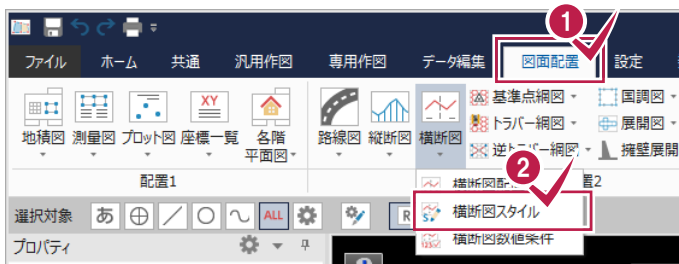 1
ファイル ホーム 共通 汎用作図 専用作図 データ編集 図面配置 設定
XY
基準点網図 国調図
トラバー網図 展開図
地積図 測量図 プロット図 座標一覧 各階 路線図 縦断図 横断図
平面図
逆トラバー網図 擁壁展開
配置1
2
選択対象 あ ALL R
横断図スタイル
横断図数値条件
123
プロパティ